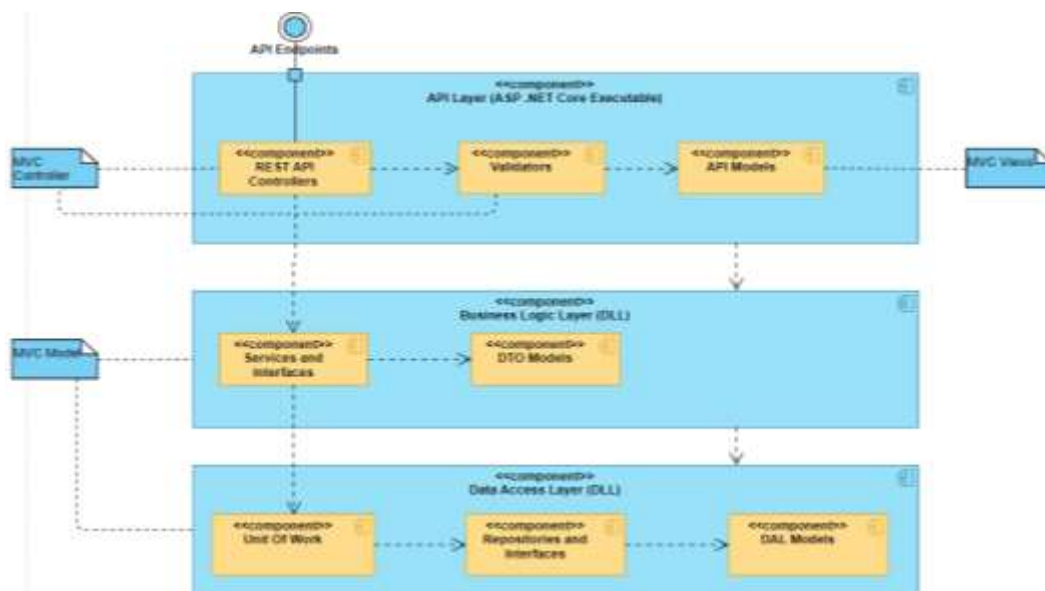 API Endpoints
<<component>>
API Layer (ASP .NET Core Executable)
MVC
Controller
<<component>>
REST API
Controllers
<<component>>
Validators
<<component>>
API Models
MVC Views
<<component>>
Business Logic Layer (DLL)
MVC Model
<<component>>
Services and
Interfaces
<<component>>
DTO Models
<<component>>
Data Access Layer (DLL)
<<component>>
Unit Of Work
<<component>>
Repositories and
Interfaces
<<component>>
DAL Models